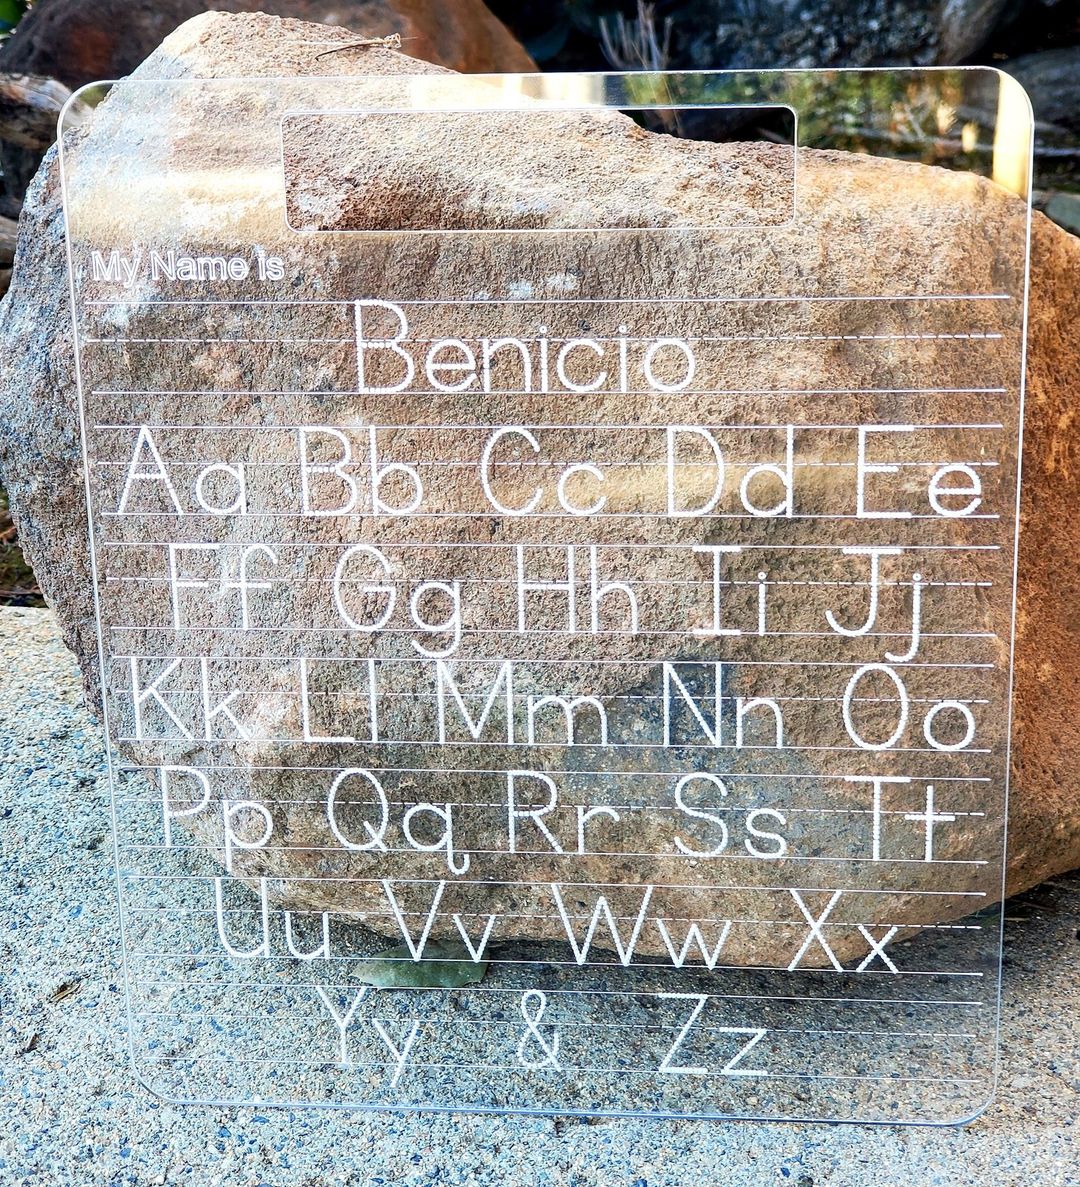 My Name is
Benicio
Aa Bb Cc Dd Ee
Ff Gg Hh Ii Jj
Kk Ll Mm Nn Oo
Pp Qq Rr Ss Tt
Uu Vv Ww Xx
Yy & Zz